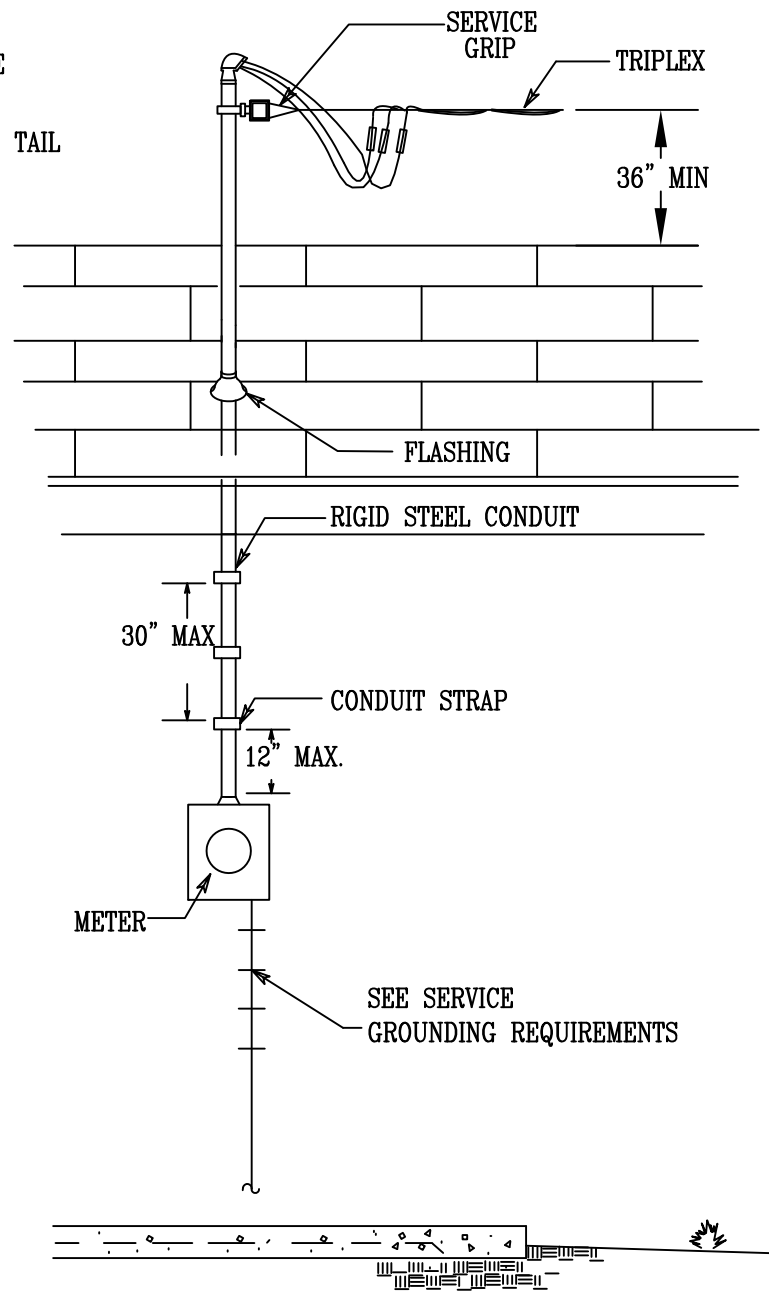 SERVICE
GRIP
TRIPLEX
TAIL
36” MIN
FLASHING
RIGID STEEL CONDUIT
30” MAX
CONDUIT STRAP
12” MAX.
METER
SEE SERVICE
GROUNDING REQUIREMENTS